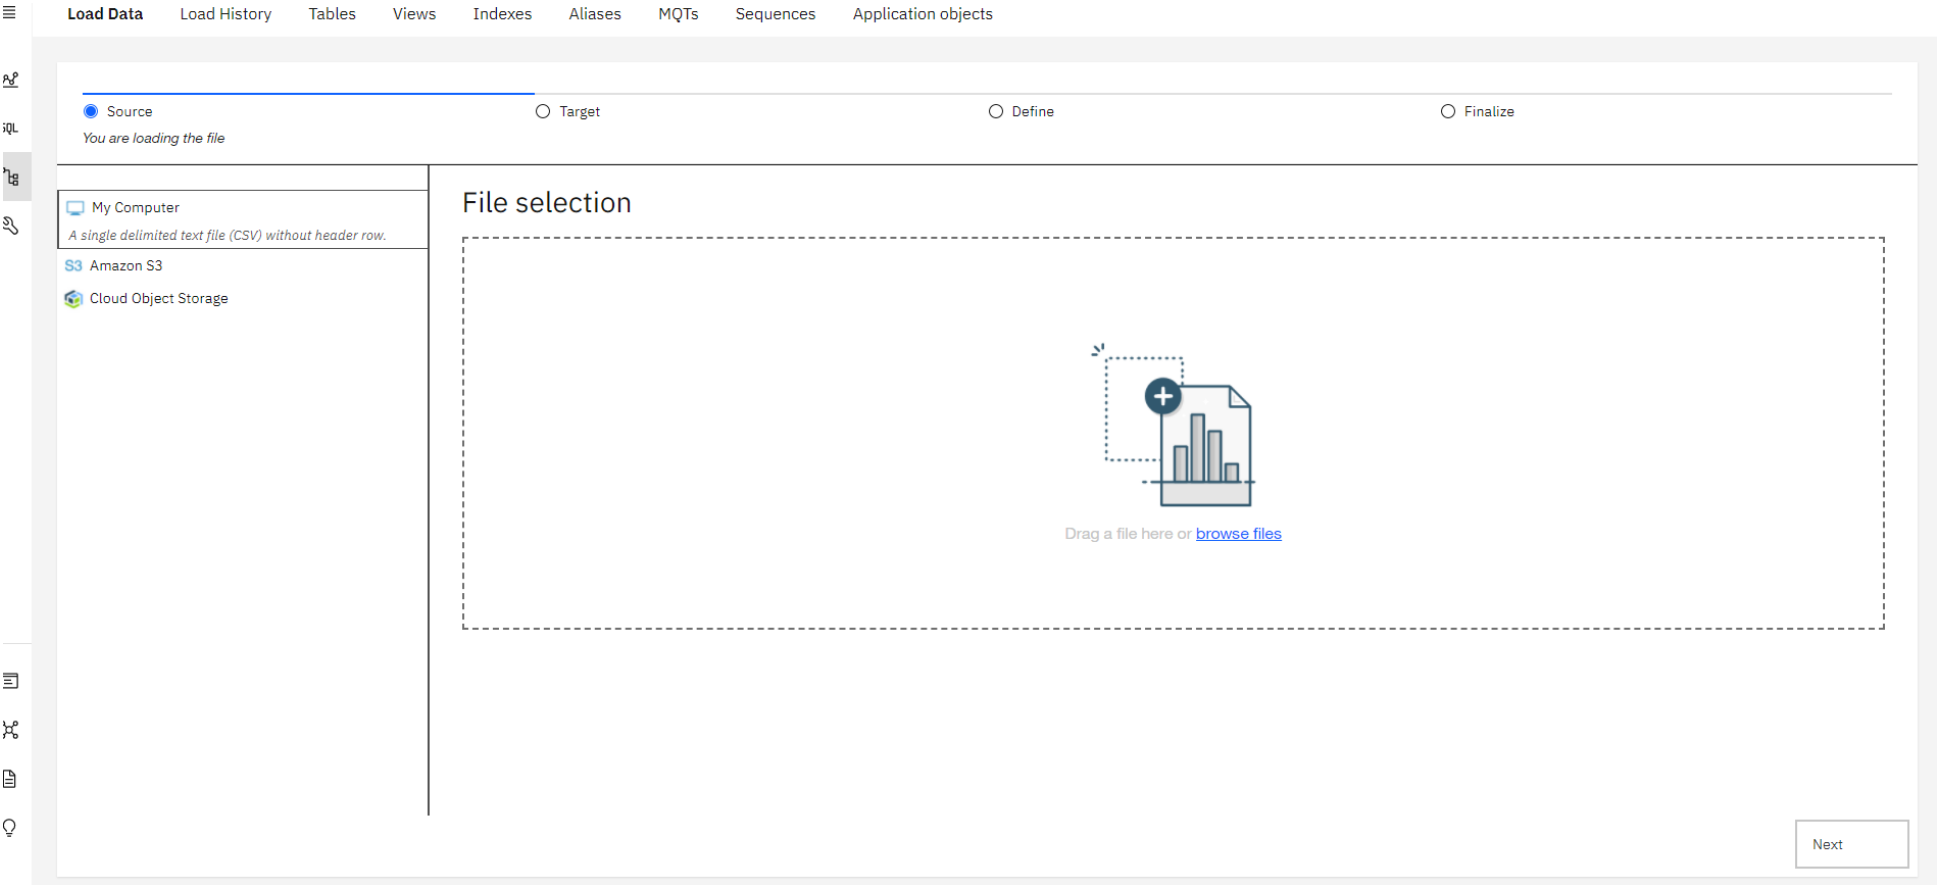 Load Data Load History Tables Views Indexes Aliases MQTs Sequences Application objects
Source Target Define Finalize
You are loading the file
SQL
My Computer
A single delimited text file (CSV) without header row.
S3 Amazon S3
Cloud Object Storage
File selection
Drag a file here or browse files
Next